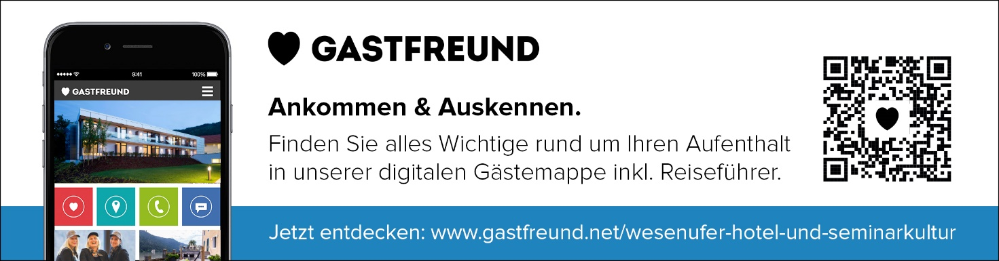 GASTFREUND
9:41
100%
GASTFREUND
Ankommen & Auskennen.
Finden Sie alles Wichtige rund um Ihren Aufenthalt
in unserer digitalen Gästemappe inkl. Reiseführer.
Jetzt entdecken: www.gastfreund.net/wesenufer-hotel-und-seminarkultur